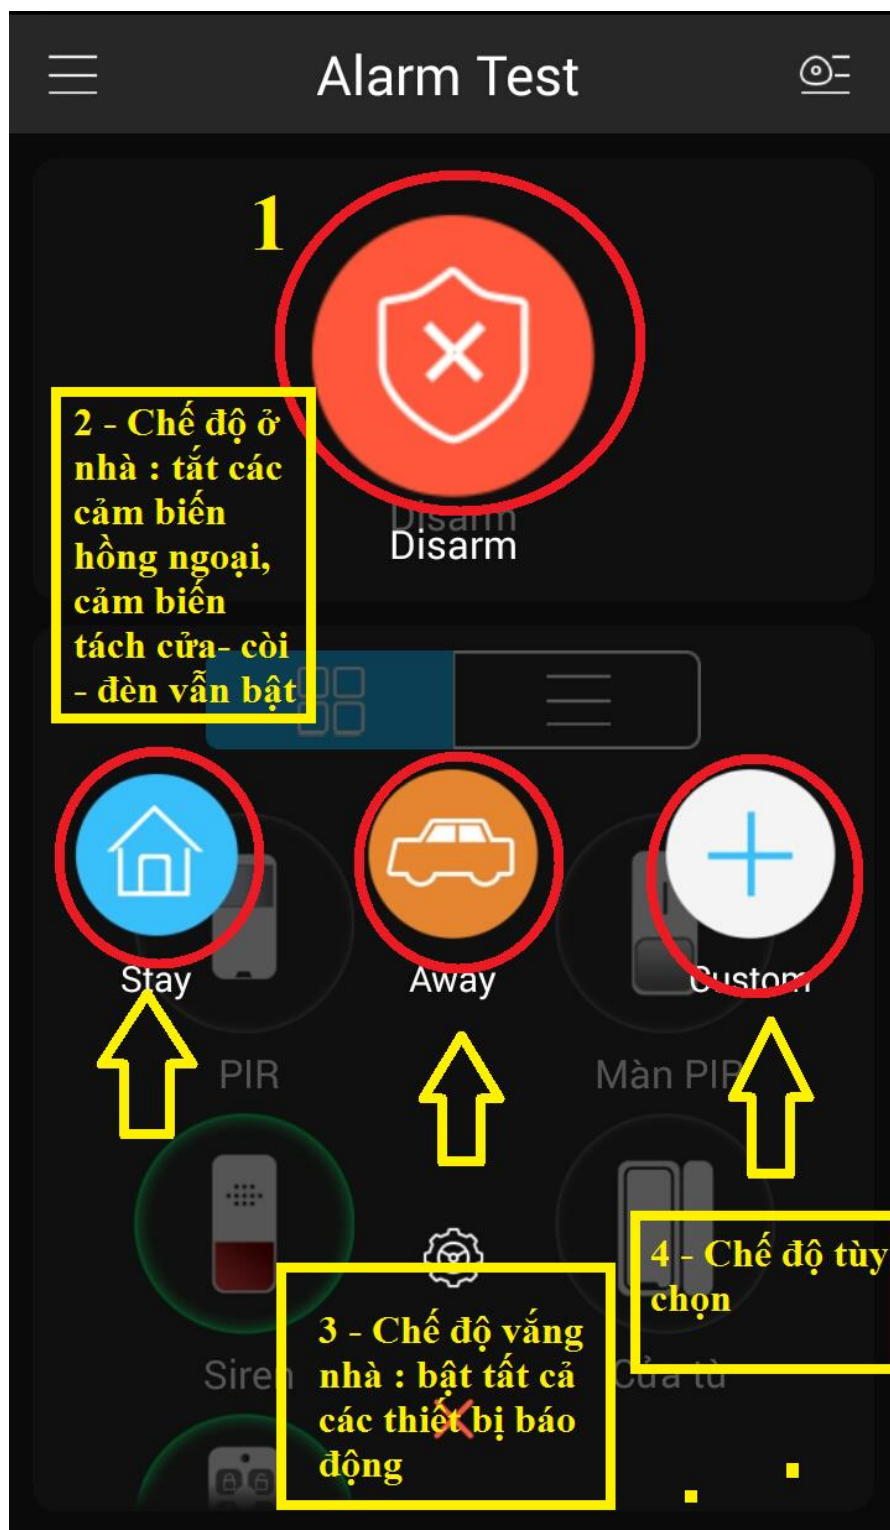 Alarm Test
1
Disarm
Disarm
2 - Chế độ ở
nhà : tắt các
cảm biến
hồng ngoại,
cảm biến
tách cửa- còi
- đèn vẫn bật
Stay
Away
Custom
PIR
Màn PIR
4 - Chế độ tùy
chọn
3 - Chế độ vắng
nhà : bật tất cả
các thiết bị báo
động
Siren
Cửa từ